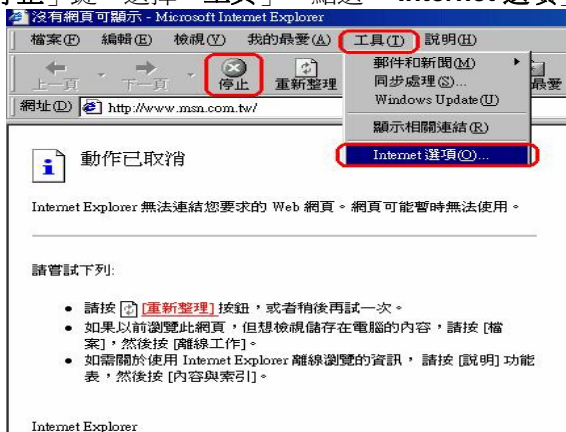 沒有網頁可顯示 - Microsoft Internet Explorer
檔案(F) 編輯(E) 檢視(V) 我的最愛(A) 工具(T) 說明(H)
上一頁 下一頁 停止 重新整理 最愛
郵件和新聞(M)
同步處理(S)...
Windows Update(U)
顯示相關連結(R)
Internet 選項(O)...
網址(D) http://www.msn.com.tw/
動作已取消
Internet Explorer 無法連結您要求的 Web 網頁。網頁可能暫時無法使用。
請嘗試下列:
• 請按 [重新整理] 按鈕，或者稍後再試一次。
• 如果以前瀏覽此網頁，但想檢視儲存在電腦的內容，請按 [檔
案]，然後按 [離線工作]。
• 如需關於使用 Internet Explorer 離線瀏覽的資訊， 請按 [說明] 功能
表，然後按 [內容與索引]。
Internet Explorer